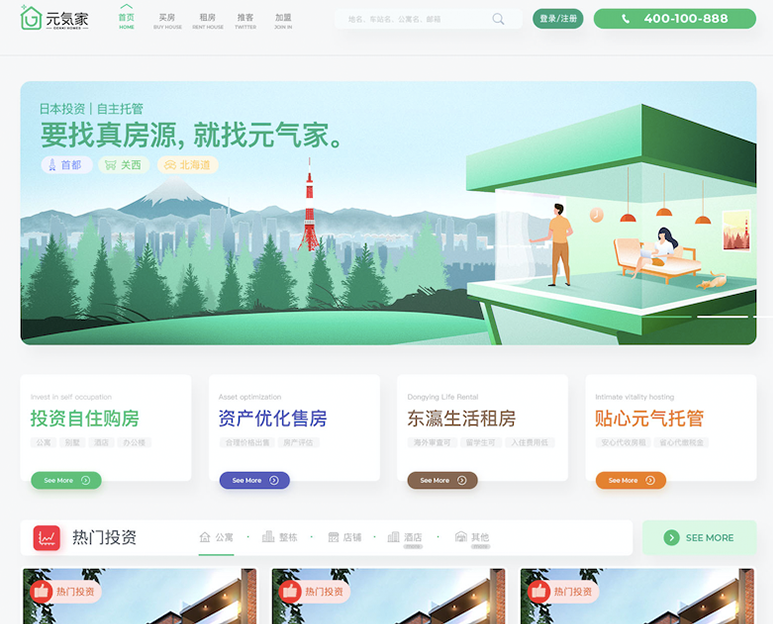 元気家
GENKI HOMES
首页
HOME
买房
BUY HOUSE
租房
RENT HOUSE
推客
TWITTER
加盟
JOIN IN
地名、车站名、公寓名、邮箱
登录/注册
400-100-888
日本投资｜自主托管
要找真房源, 就找元气家。
首都
关西
北海道
Invest in self occupation
投资自住购房
公寓 别墅 酒店 办公楼
See More
Asset optimization
资产优化售房
合理价格出售 房产评估
See More
Dongying Life Rental
东瀛生活租房
海外审查可 留学生可 入住费用低
See More
Intimate vitality hosting
贴心元气托管
安心代收房租 省心代缴税金
See More
热门投资
公寓 · 整栋 · 店铺 · 酒店 · 其他
SEE MORE
热门投资
热门投资
热门投资